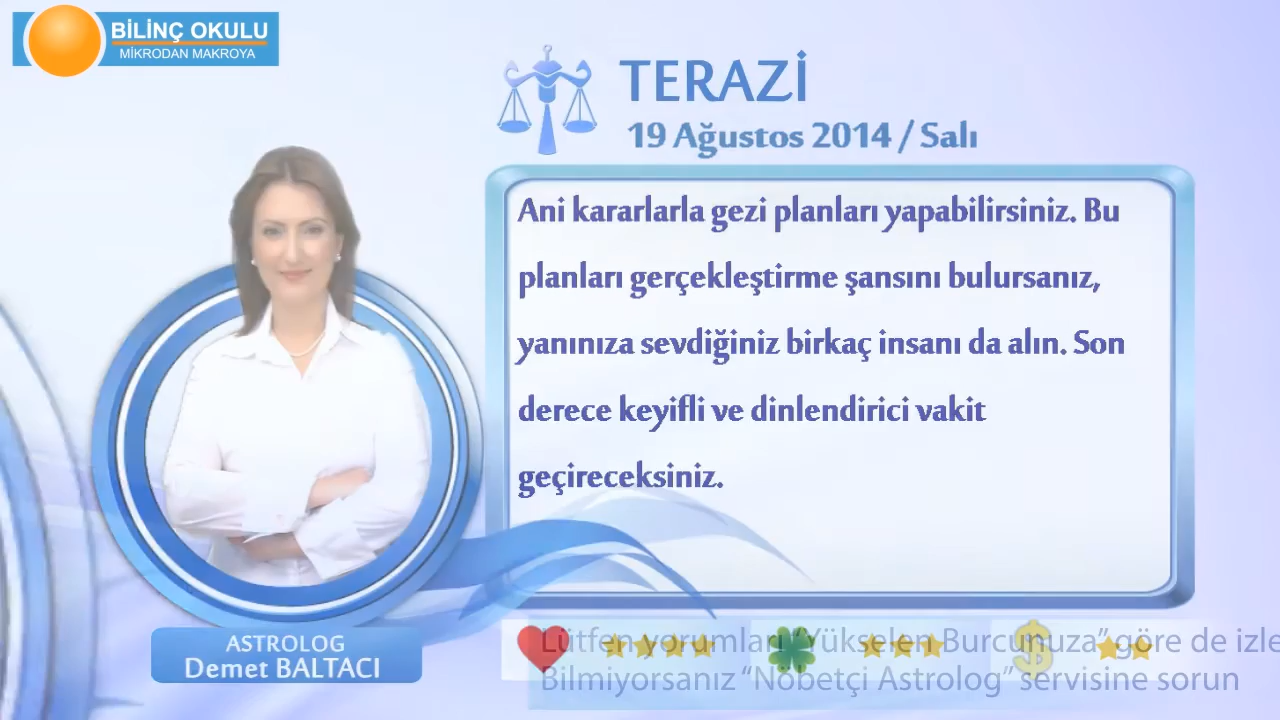 BİLİNÇ OKULU
MİKRODAN MAKROYA
TERAZİ
19 Ağustos 2014 / Salı
Ani kararlarla gezi planları yapabilirsiniz. Bu
planları gerçekleştirme şansını bulursanız,
yanınıza sevdiğiniz birkaç insanı da alın. Son
derece keyifli ve dinlendirici vakit
geçireceksiniz.
ASTROLOG
Demet BALTACI
Lütfen yorumları "Yükselen Burcunuza" göre de izle
Bilmiyorsanız "Nöbetçi Astrolog" servisine sorun